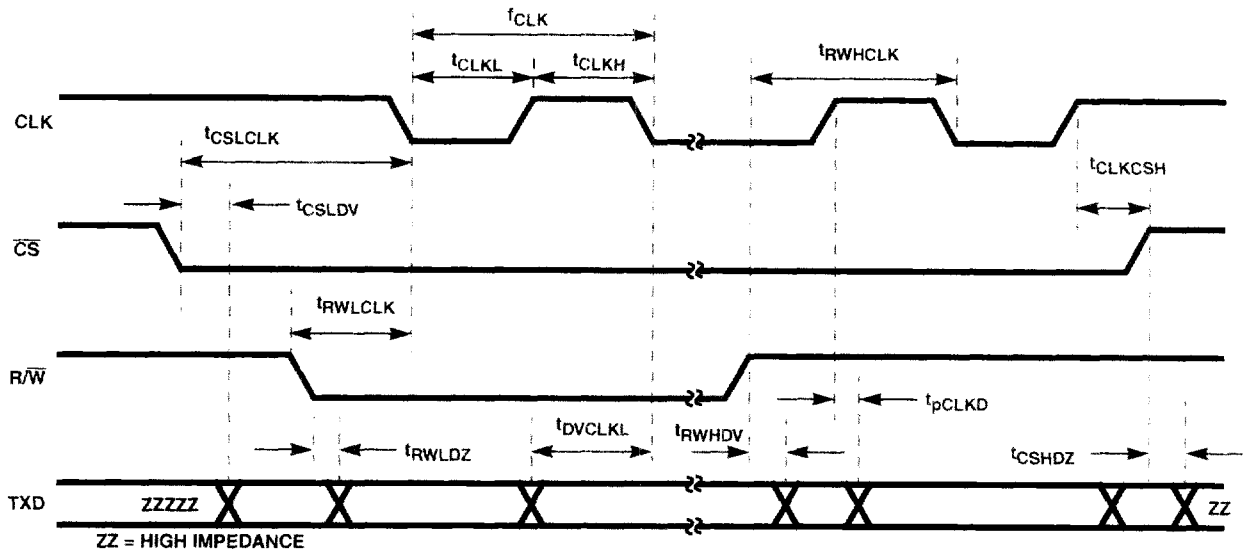 fCLK
tCLKL
tCLKH
tRWHCLK
CLK
tCSLCLK
tCLKCSH
tCSLDV
C̅S̅
tRWLCLK
R/W̅
tpCLKD
tDVCLKL
tRWHDV
tRWLDZ
tCSHDZ
TXD
ZZZZZ
ZZ
ZZ = HIGH IMPEDANCE